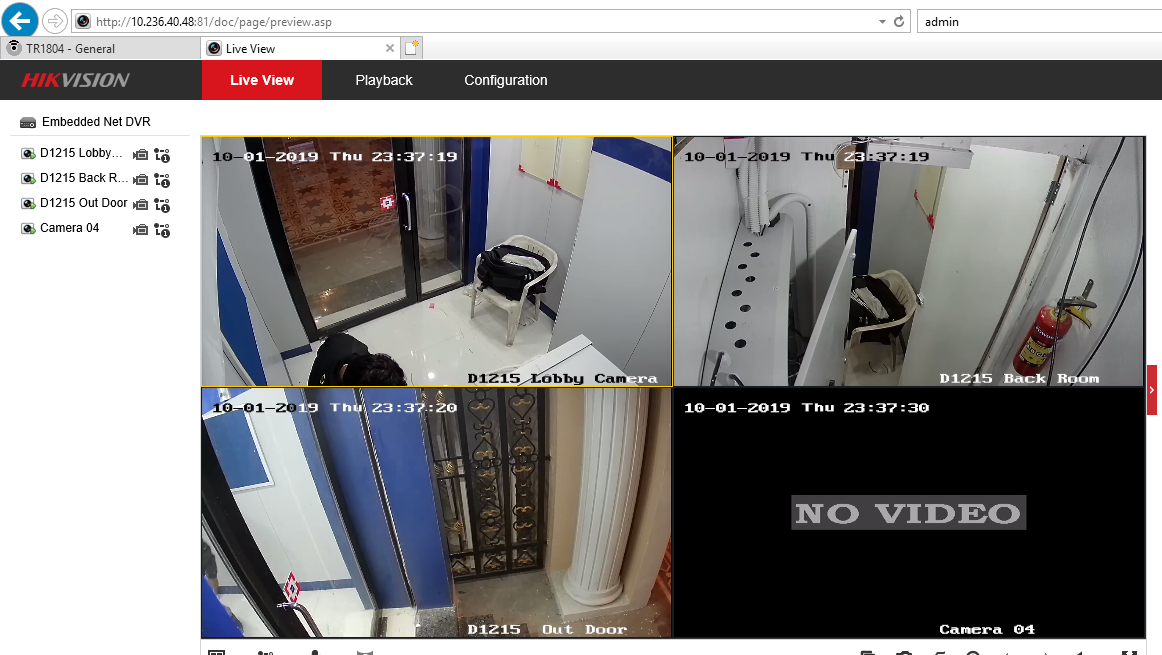 http://10.236.40.48:81/doc/page/preview.asp
admin
TR1804 - General
Live View
HIKVISION
Live View
Playback
Configuration
Embedded Net DVR
D1215 Lobby...
D1215 Back R...
D1215 Out Door
Camera 04
10-01-2019 Thu 23:37:19
D1215 Lobby Camera
10-01-2019 Thu 23:37:19
D1215 Back Room
10-01-2019 Thu 23:37:20
D1215 Out Door
10-01-2019 Thu 23:37:30
NO VIDEO
Camera 04